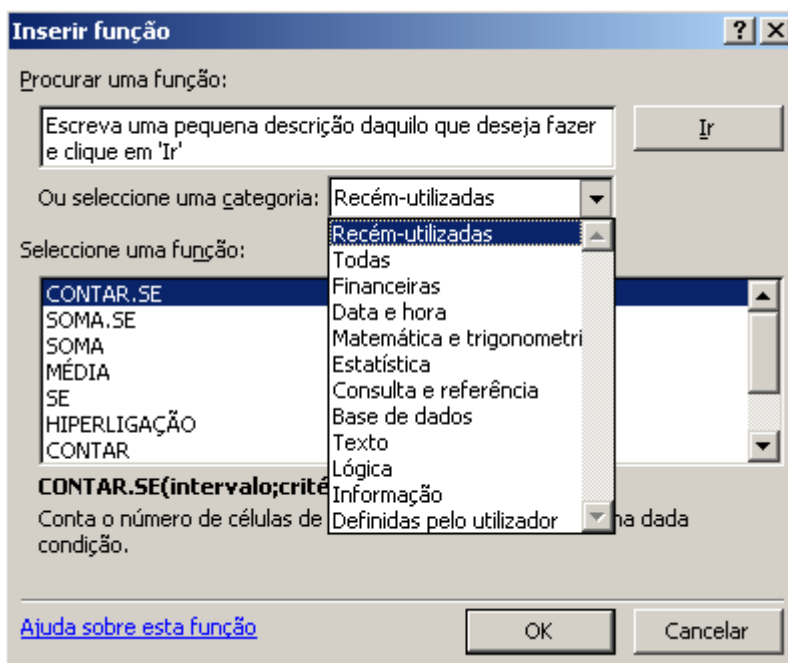 Inserir função
Procurar uma função:
Escreva uma pequena descrição daquilo que deseja fazer
e clique em 'Ir'
Ir
Ou seleccione uma categoria:
Recém-utilizadas
Recém-utilizadas
Todas
Financeiras
Data e hora
Matemática e trigonometri
Estatística
Consulta e referência
Base de dados
Texto
Lógica
Informação
Definidas pelo utilizador
Seleccione uma função:
CONTAR.SE
SOMA.SE
SOMA
MÉDIA
SE
HIPERLIGAÇÃO
CONTAR
CONTAR.SE(intervalo;crité
Conta o número de células de
na dada
condição.
Ajuda sobre esta função
OK
Cancelar